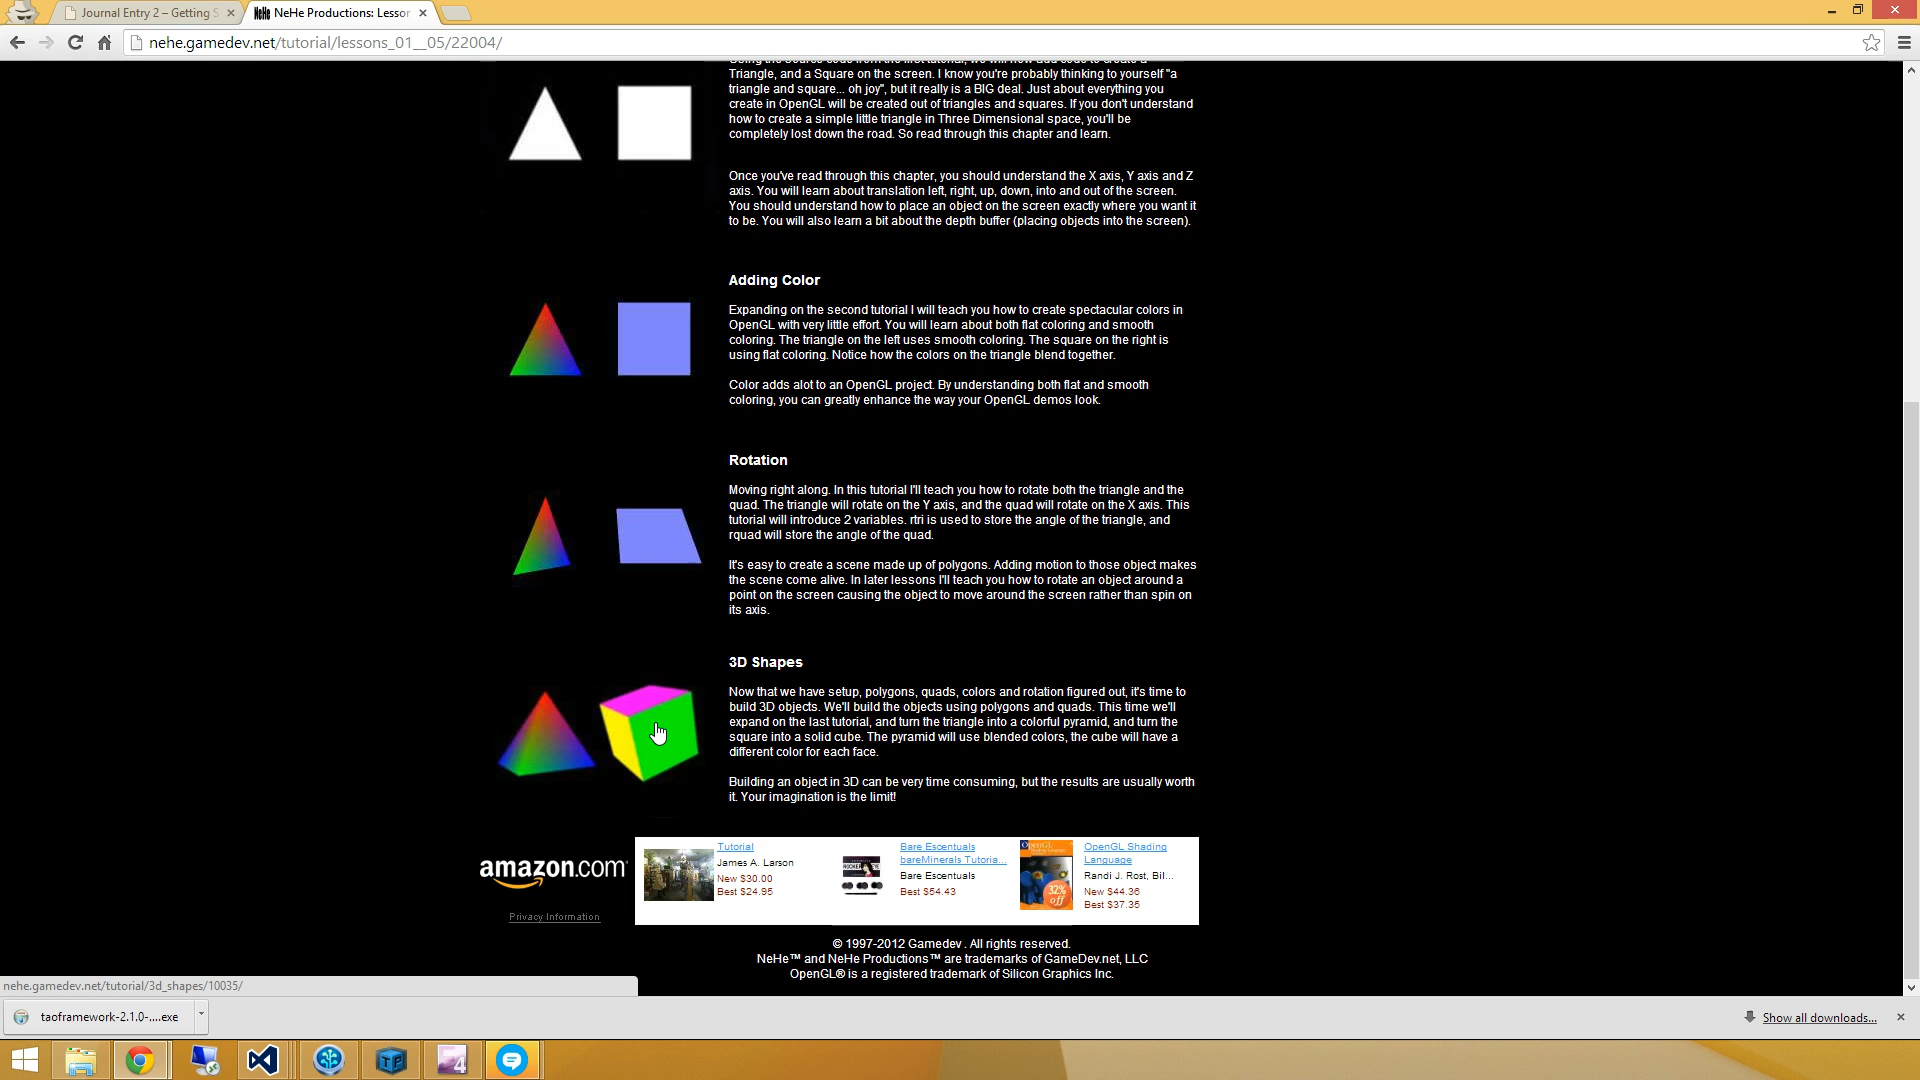 Journal Entry 2 – Getting S
NeHe Productions: Lessor
nehe.gamedev.net/tutorial/lessons_01__05/22004/
Using the source code from the first tutorial, we will now add code to create a
Triangle, and a Square on the screen. I know you're probably thinking to yourself "a
triangle and square... oh joy", but it really is a BIG deal. Just about everything you
create in OpenGL will be created out of triangles and squares. If you don't understand
how to create a simple little triangle in Three Dimensional space, you'll be
completely lost down the road. So read through this chapter and learn.
Once you've read through this chapter, you should understand the X axis, Y axis and Z
axis. You will learn about translation left, right, up, down, into and out of the screen.
You should understand how to place an object on the screen exactly where you want it
to be. You will also learn a bit about the depth buffer (placing objects into the screen).
Adding Color
Expanding on the second tutorial I will teach you how to create spectacular colors in
OpenGL with very little effort. You will learn about both flat coloring and smooth
coloring. The triangle on the left uses smooth coloring. The square on the right is
using flat coloring. Notice how the colors on the triangle blend together.
Color adds alot to an OpenGL project. By understanding both flat and smooth
coloring, you can greatly enhance the way your OpenGL demos look.
Rotation
Moving right along. In this tutorial I'll teach you how to rotate both the triangle and the
quad. The triangle will rotate on the Y axis, and the quad will rotate on the X axis. This
tutorial will introduce 2 variables. rtri is used to store the angle of the triangle, and
rquad will store the angle of the quad.
It's easy to create a scene made up of polygons. Adding motion to those object makes
the scene come alive. In later lessons I'll teach you how to rotate an object around a
point on the screen causing the object to move around the screen rather than spin on
its axis.
3D Shapes
Now that we have setup, polygons, quads, colors and rotation figured out, it's time to
build 3D objects. We'll build the objects using polygons and quads. This time we'll
expand on the last tutorial, and turn the triangle into a colorful pyramid, and turn the
square into a solid cube. The pyramid will use blended colors, the cube will have a
different color for each face.
Building an object in 3D can be very time consuming, but the results are usually worth
it. Your imagination is the limit!
amazon.com
Privacy Information
Tutorial
James A. Larson
New $30.00
Best $24.95
Bare Escentuals
bareMinerals Tutoria...
Bare Escentuals
Best $54.43
OpenGL
32%
off
OpenGL Shading
Language
Randi J. Rost, Bil...
New $44.36
Best $37.35
© 1997-2012 Gamedev . All rights reserved.
NeHe™ and NeHe Productions™ are trademarks of GameDev.net, LLC
OpenGL® is a registered trademark of Silicon Graphics Inc.
nehe.gamedev.net/tutorial/3d_shapes/10035/
taoframework-2.1.0-....exe
Show all downloads...
TP
4